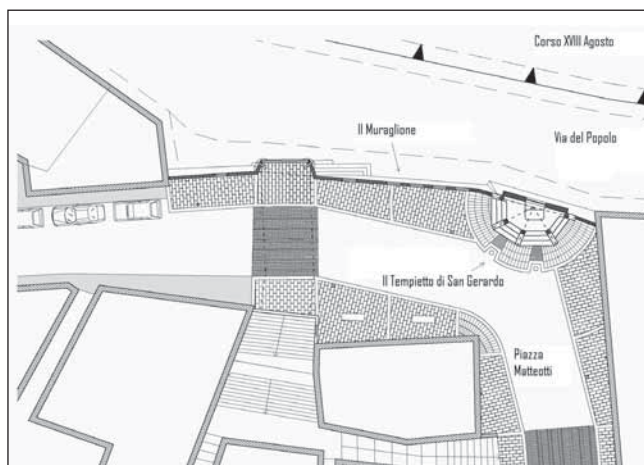 Corso XVIII Agosto
Il Muraglione
Via del Popolo
Il Tempietto di San Gerardo
Piazza
Matteotti